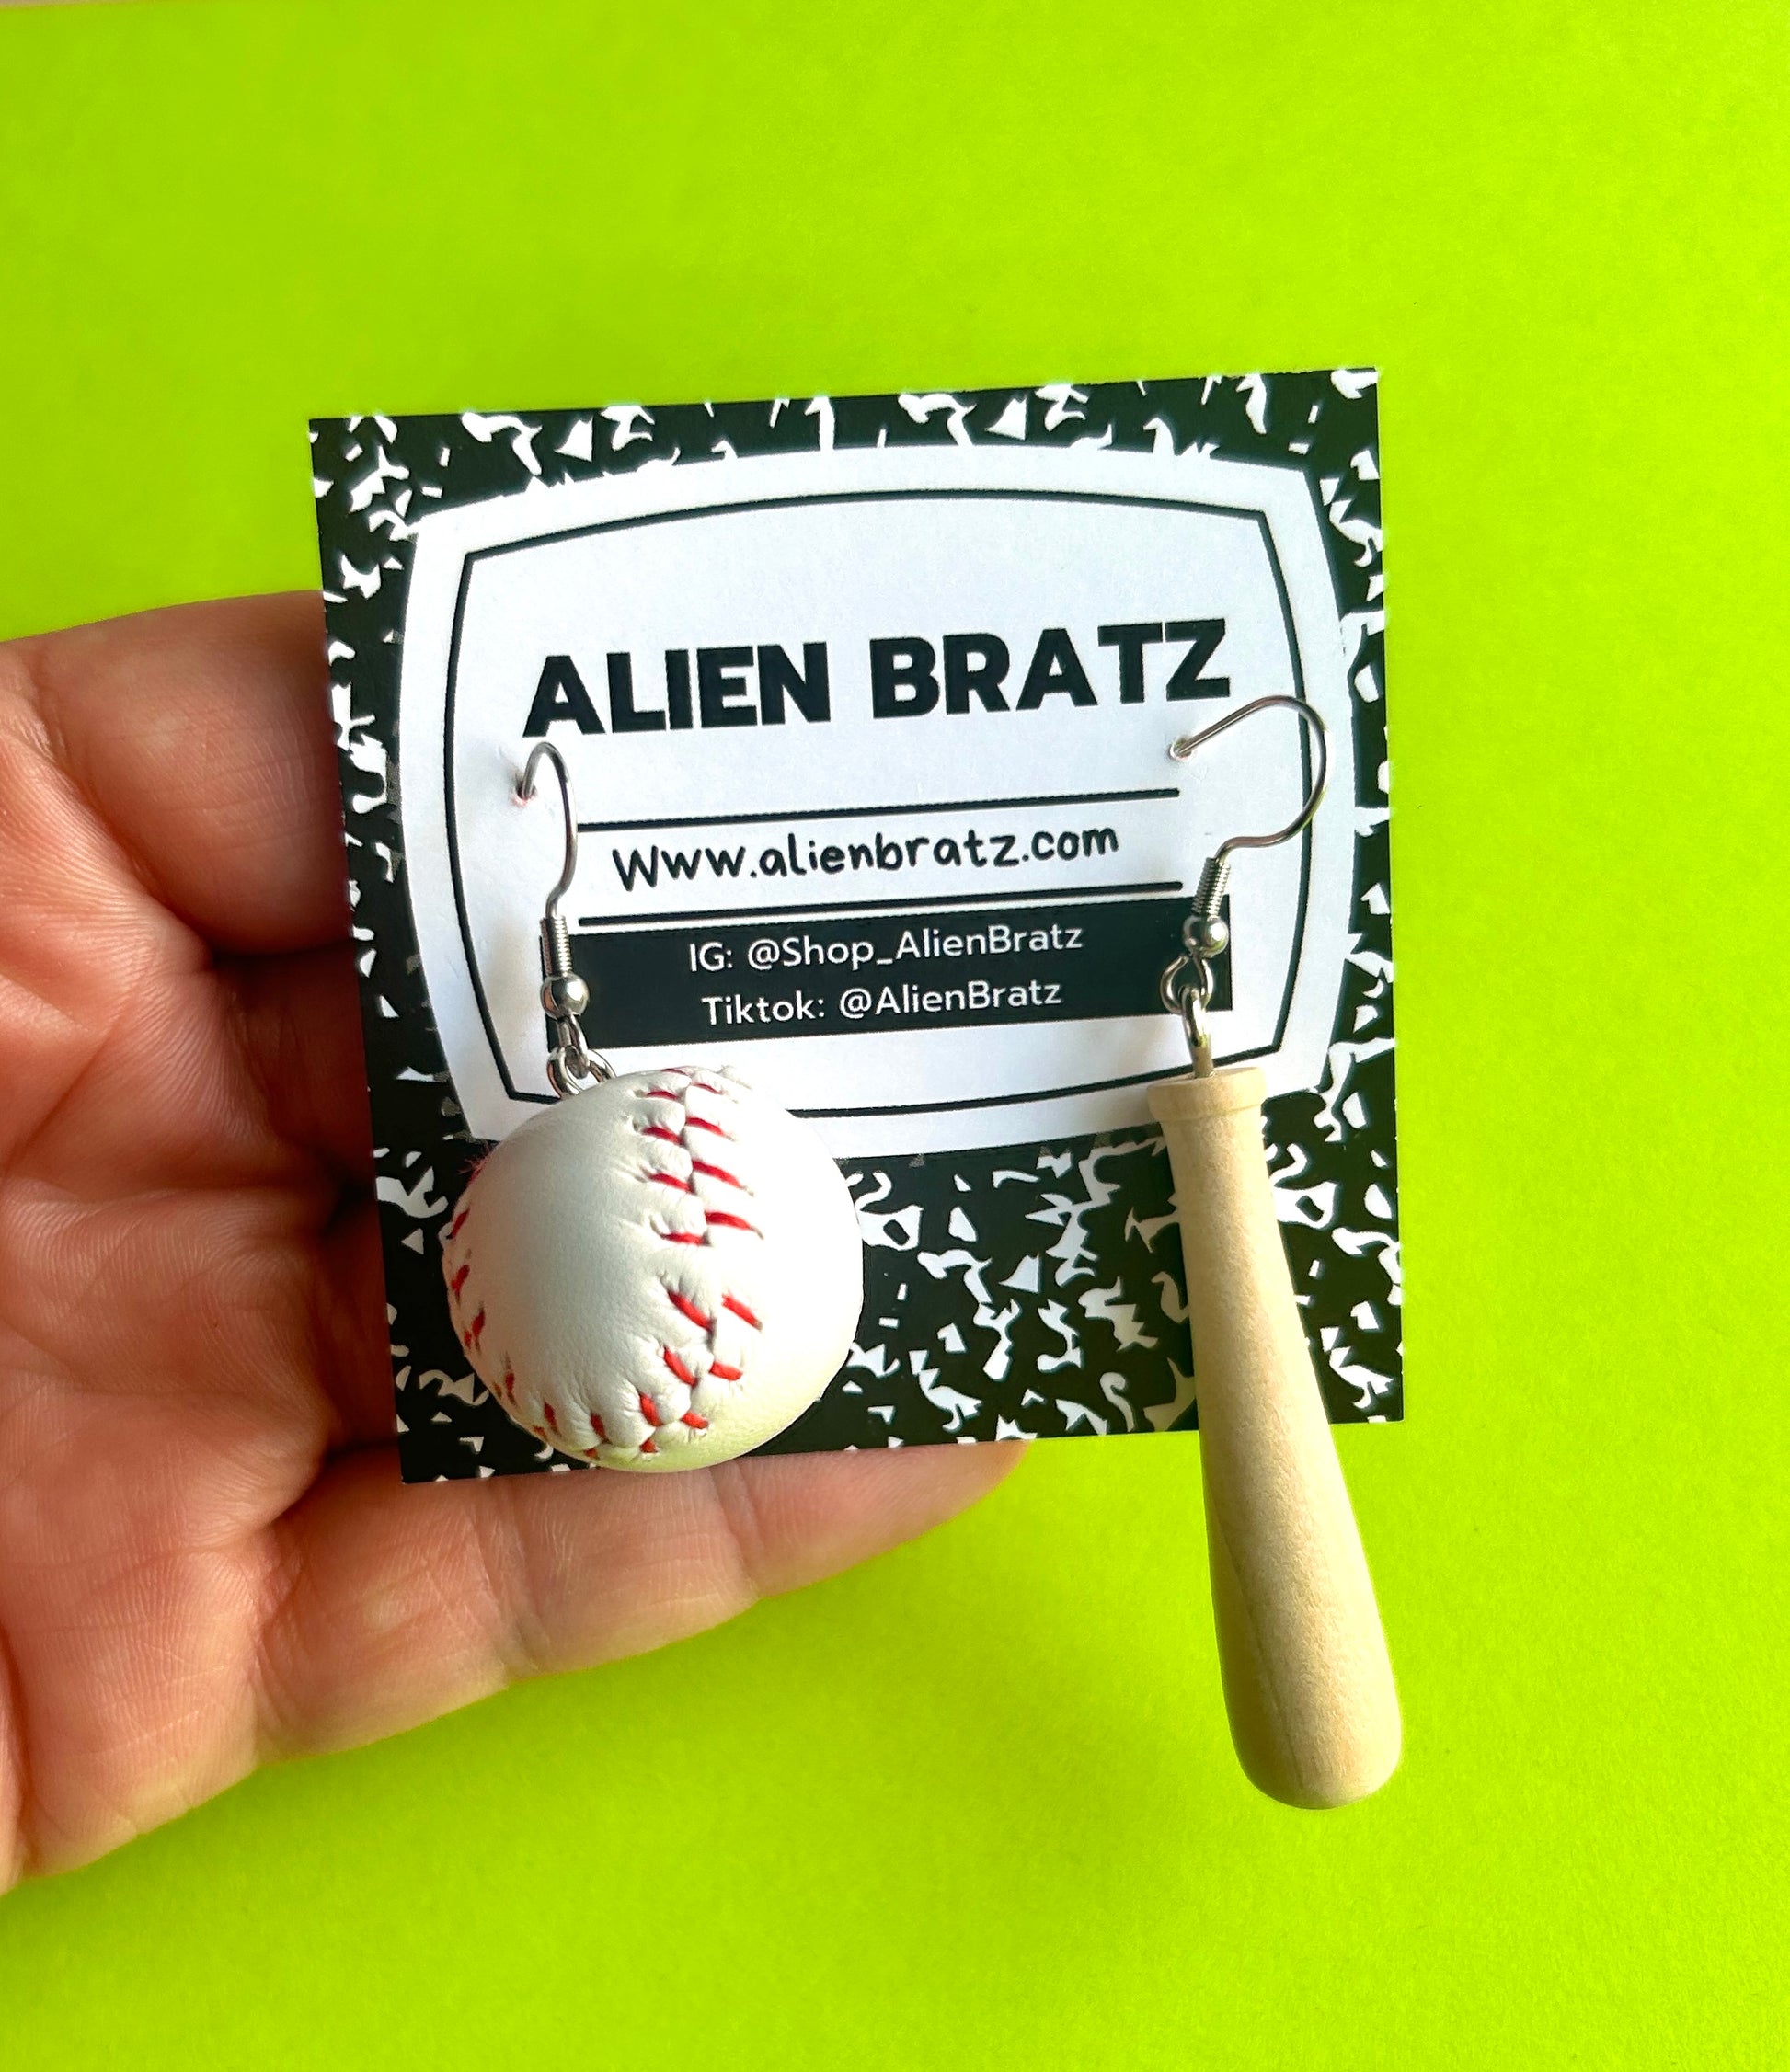 ALIEN BRATZ
Www.alienbratz.com
IG: @Shop_AlienBratz
Tiktok: @AlienBratz